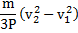 m/3P (v₂² − v₁²)